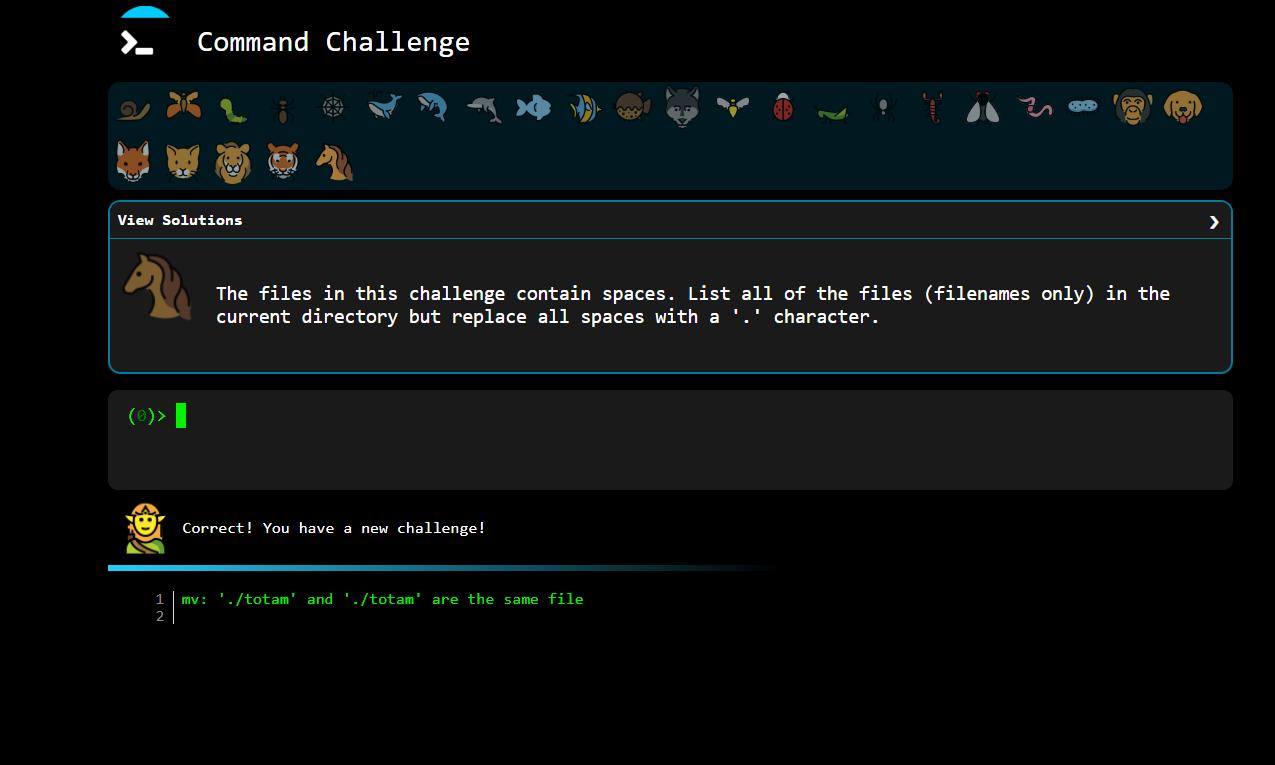 Command Challenge
View Solutions
The files in this challenge contain spaces. List all of the files (filenames only) in the
current directory but replace all spaces with a '.' character.
(0)>
Correct! You have a new challenge!
1 mv: './totam' and './totam' are the same file
2